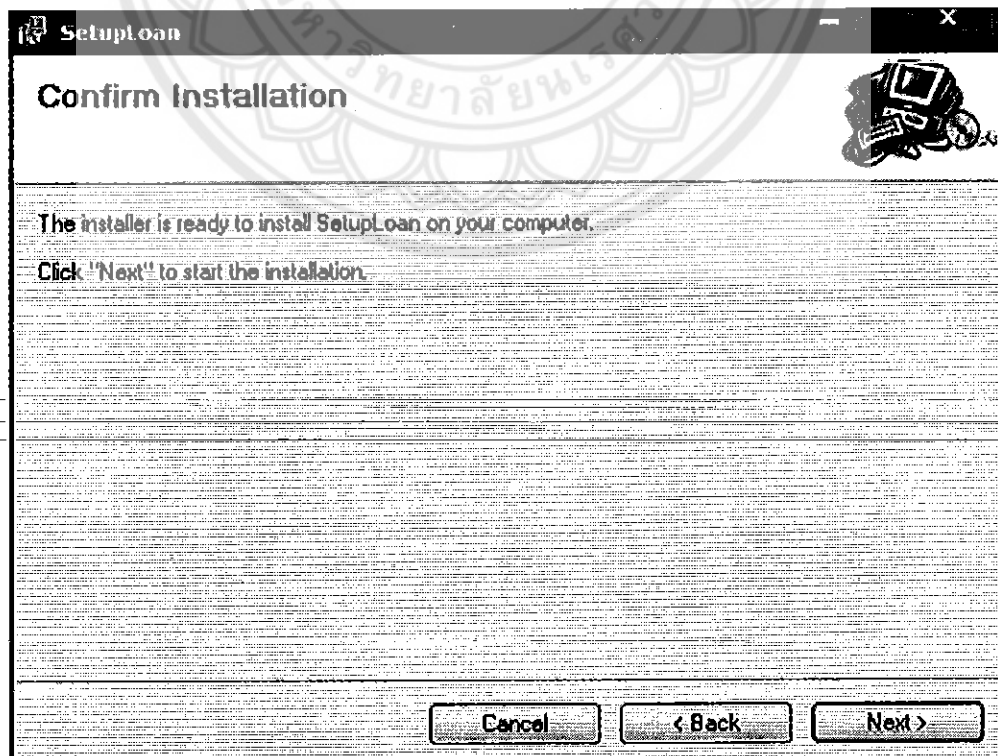 SetupLoan
Confirm Installation
The installer is ready to install SetupLoan on your computer.
Click "Next" to start the installation.
Cancel
< Back
Next >